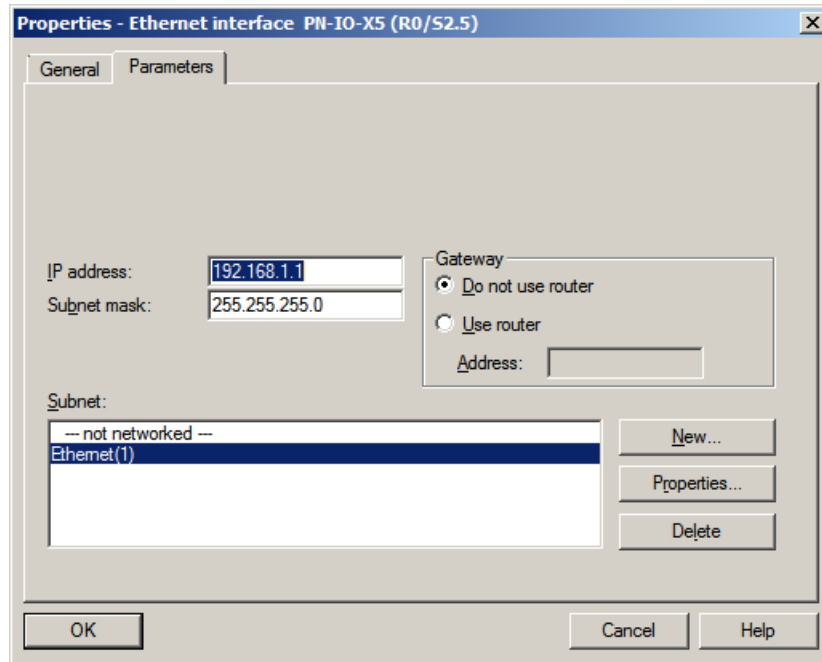 Properties - Ethernet interface PN-IO-X5 (R0/S2.5)
General Parameters
IP address: 192.168.1.1
Subnet mask: 255.255.255.0
Gateway
Do not use router
Use router
Address:
Subnet:
--- not networked ---
Ethernet(1)
New...
Properties...
Delete
OK Cancel Help